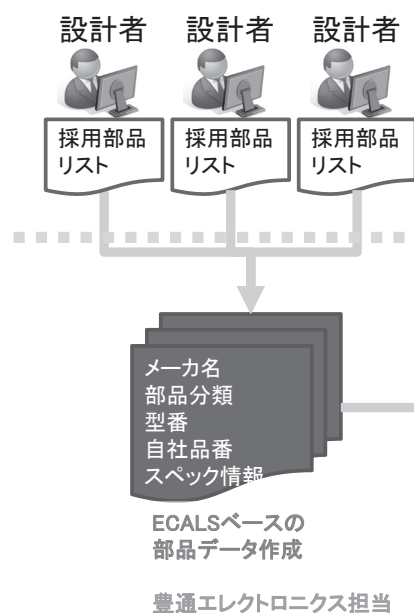 設計者 設計者 設計者
採用部品 採用部品 採用部品
リスト リスト リスト
メーカ名
部品分類
型番
自社品番
スペック情報
ECALSベースの
部品データ作成
豊通エレクトロニクス担当